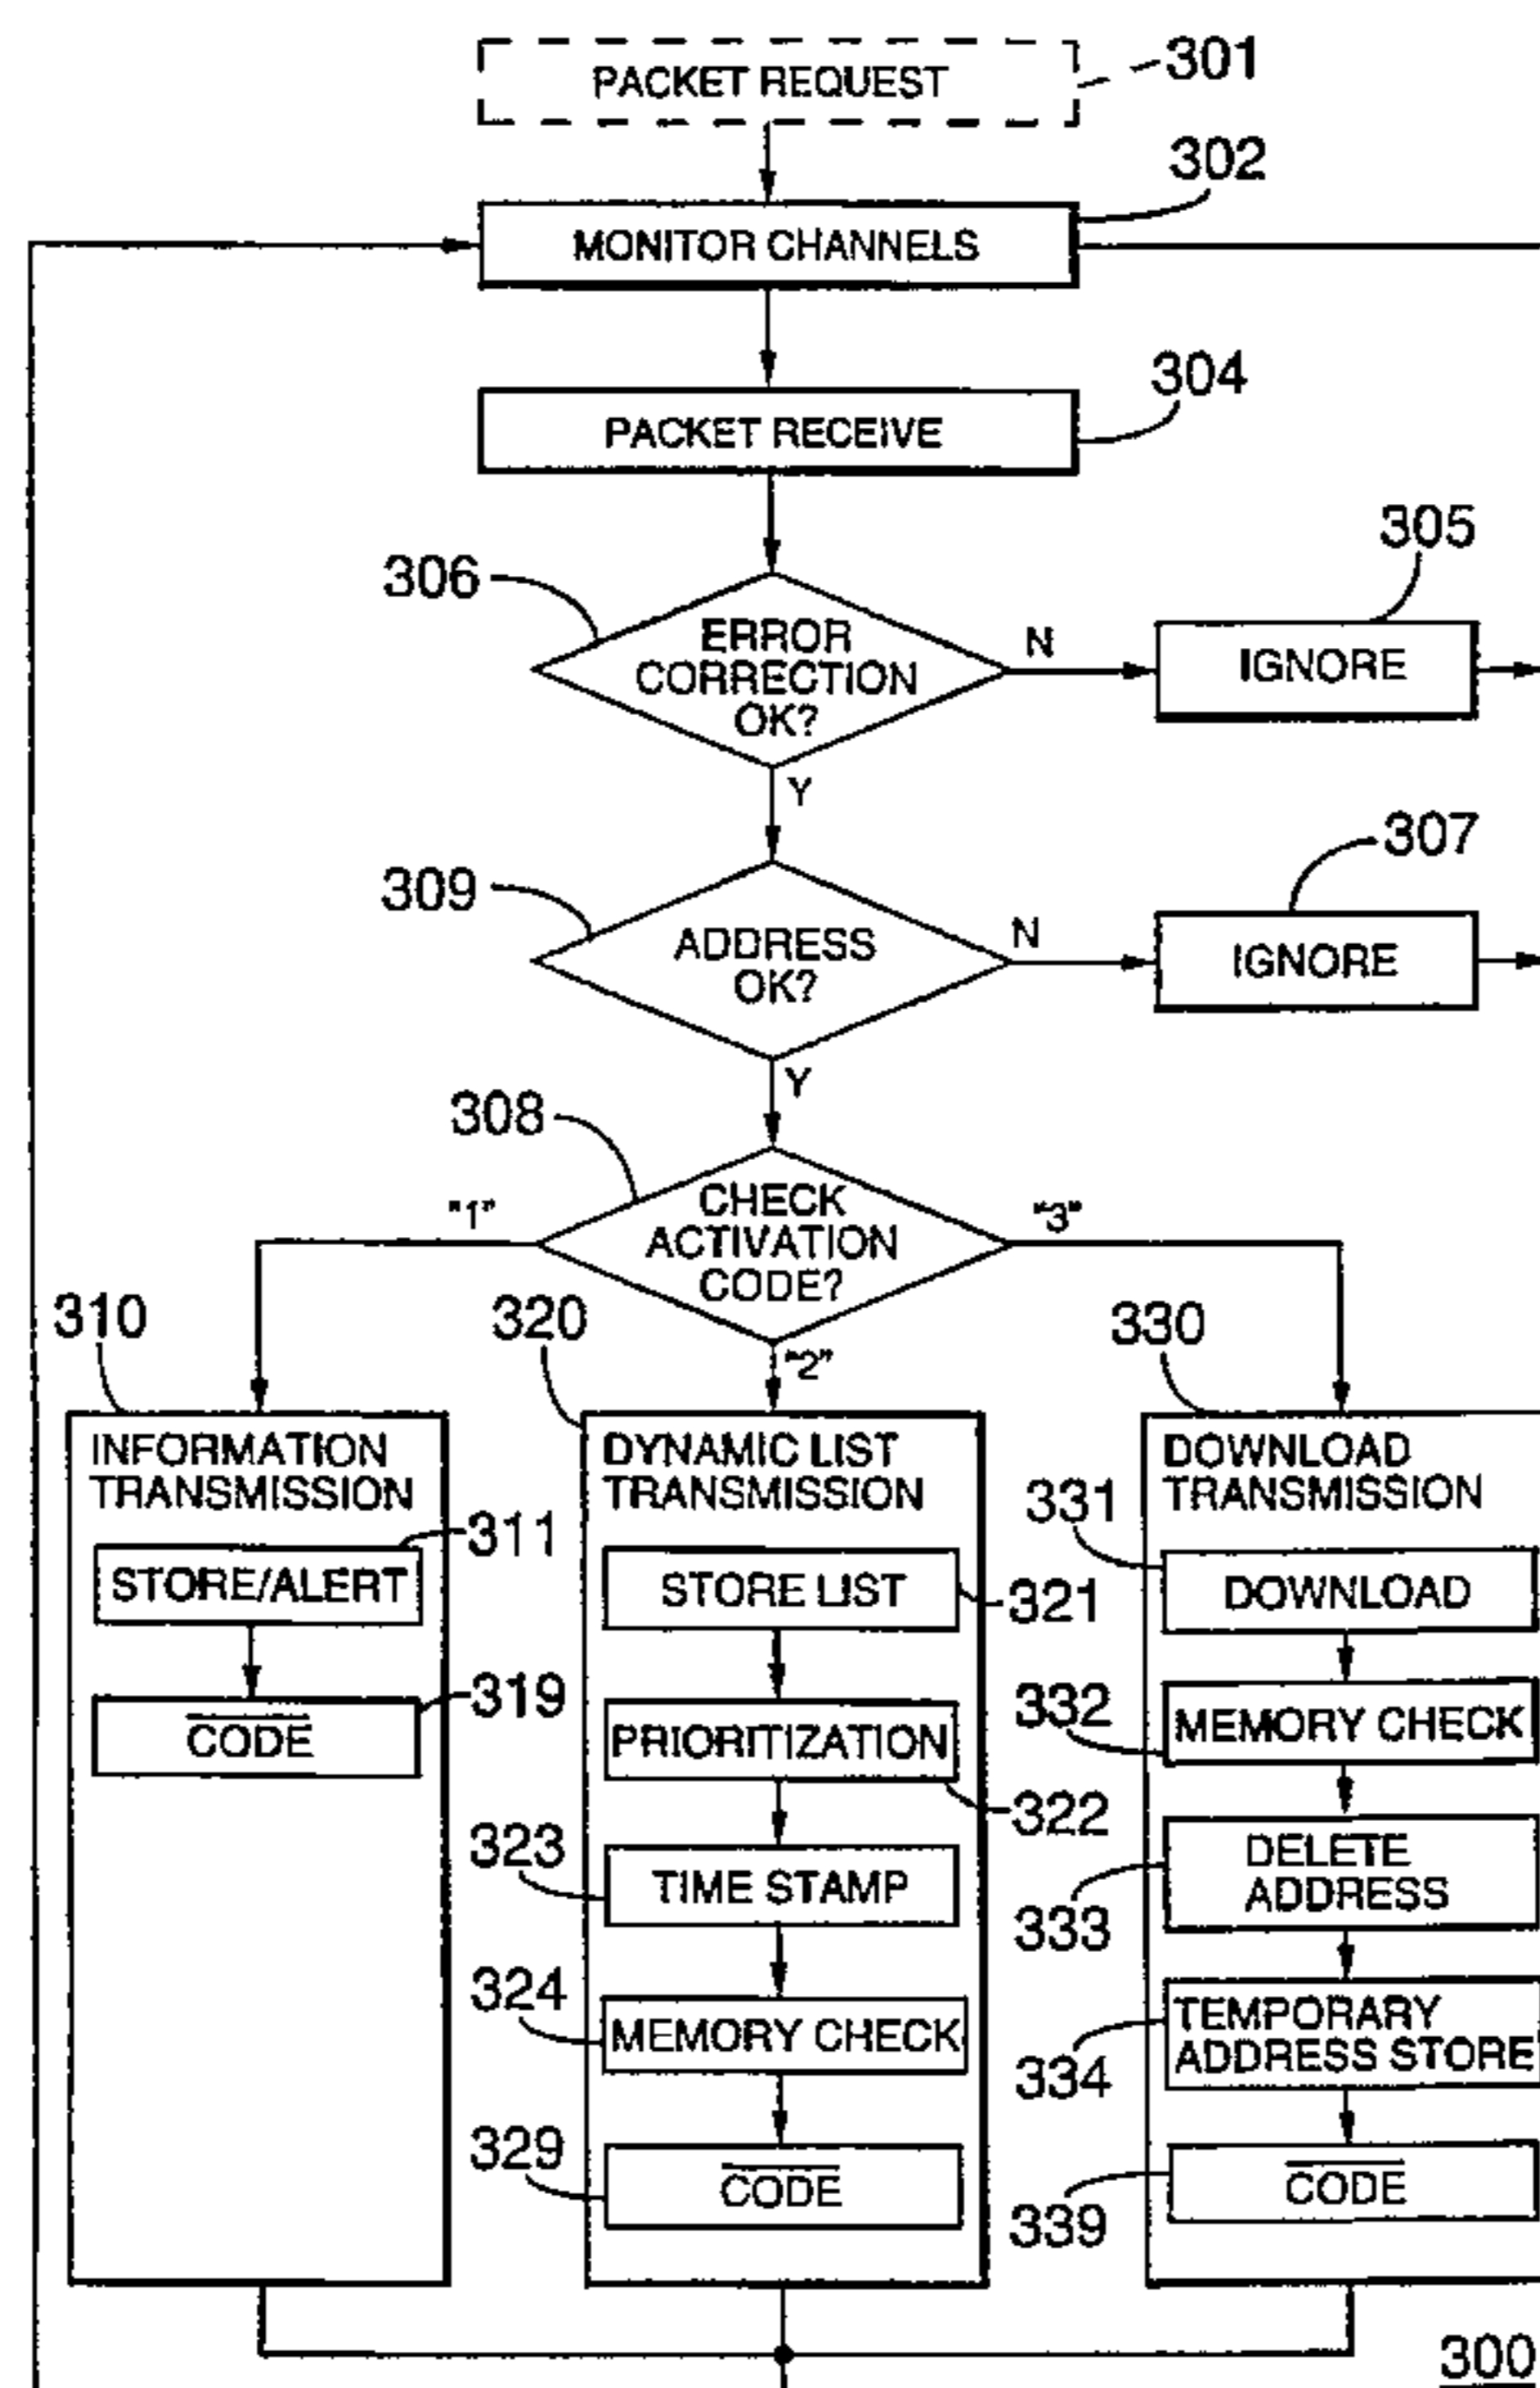 PACKET REQUEST
301
302
MONITOR CHANNELS
304
PACKET RECEIVE
305
306
ERROR
CORRECTION
OK?
N
IGNORE
Y
307
309
ADDRESS
OK?
N
IGNORE
Y
308
CHECK
ACTIVATION
CODE?
"1"
"3"
"2"
310
320
330
INFORMATION
TRANSMISSION
311
STORE/ALERT
319
C̅O̅D̅E̅
DYNAMIC LIST
TRANSMISSION
STORE LIST
321
PRIORITIZATION
322
323
TIME STAMP
324
MEMORY CHECK
329
C̅O̅D̅E̅
DOWNLOAD
TRANSMISSION
331
DOWNLOAD
332
MEMORY CHECK
333
DELETE
ADDRESS
334
TEMPORARY
ADDRESS STORE
339
C̅O̅D̅E̅
300